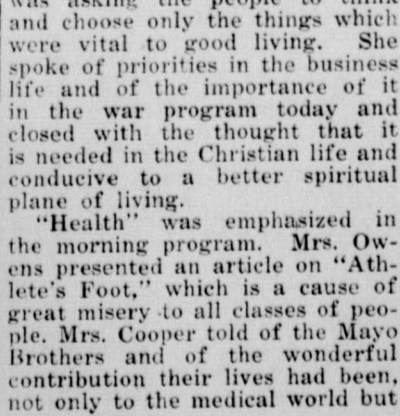 was asking the people to think
and choose only the things which
were vital to good living. She
spoke of priorities in the business
life and of the importance of it
in the war program today and
closed with the thought that it
is needed in the Christian life and
conducive to a better spiritual
plane of living.
"Health" was emphasized in
the morning program. Mrs. Ow-
ens presented an article on "Ath-
lete's Foot," which is a cause of
great misery to all classes of peo-
ple. Mrs. Cooper told of the Mayo
Brothers and of the wonderful
contribution their lives had been,
not only to the medical world but